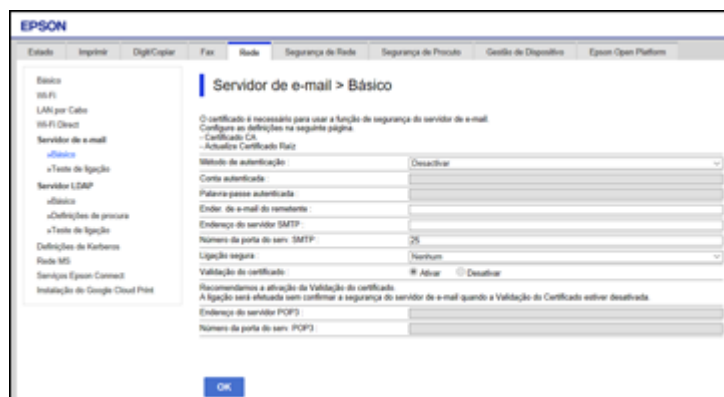 EPSON
Estado Imprimir Digit/Copiar Fax Rede Segurança de Rede Segurança de Procuto Gestão de Dispositivo Epson Open Platform
Básico
Wi-Fi
LAN por Cabo
Wi-Fi Direct
Servidor de e-mail
»Básico
»Teste de ligação
Servidor LDAP
»Básico
»Definições de procura
»Teste de ligação
Definições de Kerberos
Rede MS
Serviços Epson Connect
Instalação do Google Cloud Print
Servidor de e-mail > Básico
O certificado é necessário para usar a função de segurança do servidor de e-mail.
Configure as definições na seguinte página.
- Certificado CA
- Actualize Certificado Raiz
Método de autenticação : Desactivar
Conta autenticada :
Palavra-passe autenticada :
Ender. de e-mail do remetente :
Endereço do servidor SMTP :
Número da porta do serv. SMTP : 25
Ligação segura : Nenhum
Validação do certificado : Ativar Desativar
Recomendamos a ativação da Validação do certificado.
A ligação será efetuada sem confirmar a segurança do servidor de e-mail quando a Validação do Certificado estiver desativada.
Endereço do servidor POP3 :
Número da porta do serv. POP3 :
OK